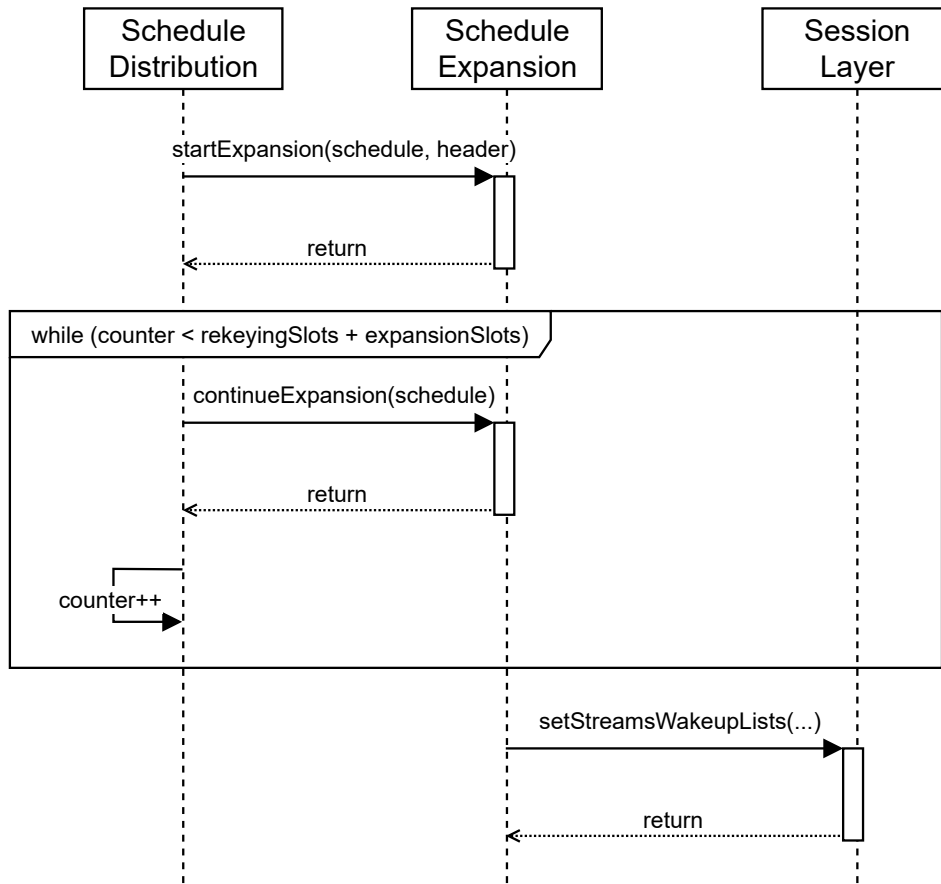 Schedule
Distribution
Schedule
Expansion
Session
Layer
startExpansion(schedule, header)
return
while (counter < rekeyingSlots + expansionSlots)
continueExpansion(schedule)
return
counter++
setStreamsWakeupLists(...)
return